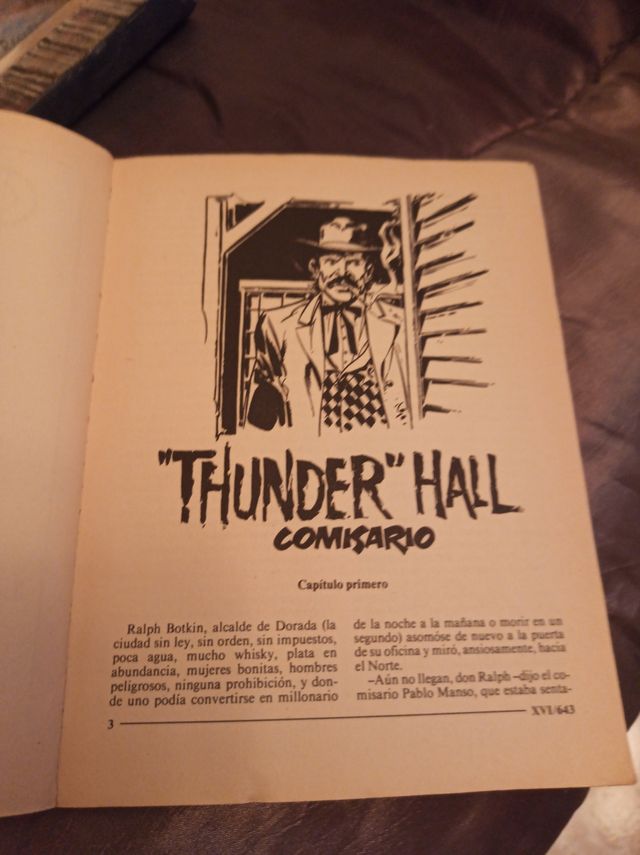 "THUNDER" HALL
COMISARIO
Capítulo primero
Ralph Botkin, alcalde de Dorada (la
ciudad sin ley, sin orden, sin impuestos,
poca agua, mucho whisky, plata en
abundancia, mujeres bonitas, hombres
peligrosos, ninguna prohibición, y don-
de uno podía convertirse en millonario
de la noche a la mañana o morir en un
segundo) asomóse de nuevo a la puerta
de su oficina y miró, ansiosamente, hacia
el Norte.
–Aún no llegan, don Ralph –dijo el co-
misario Pablo Manso, que estaba senta-
3
XVI/643